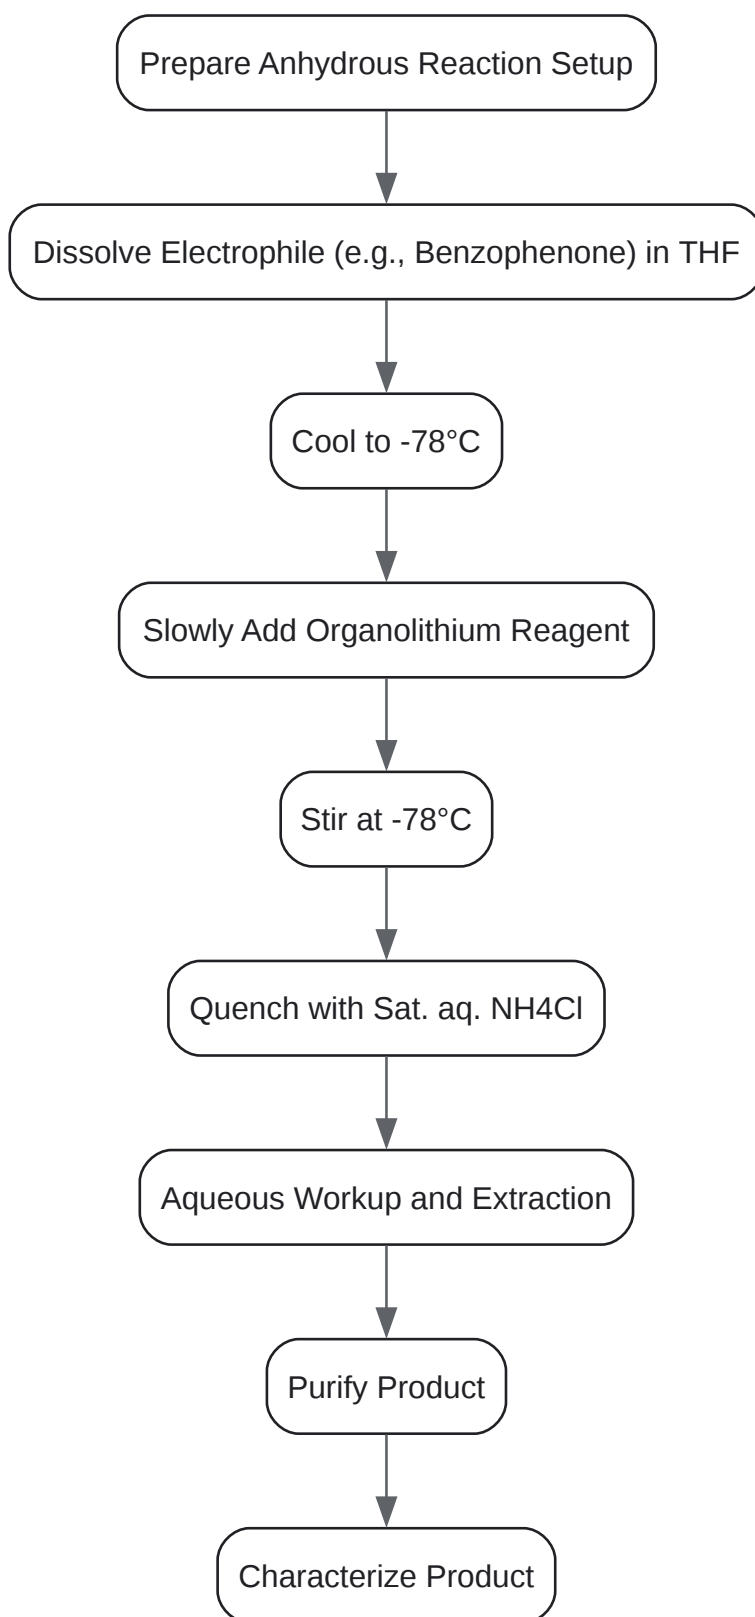 Prepare Anhydrous Reaction Setup
Dissolve Electrophile (e.g., Benzophenone) in THF
Cool to -78°C
Slowly Add Organolithium Reagent
Stir at -78°C
Quench with Sat. aq. NH4Cl
Aqueous Workup and Extraction
Purify Product
Characterize Product